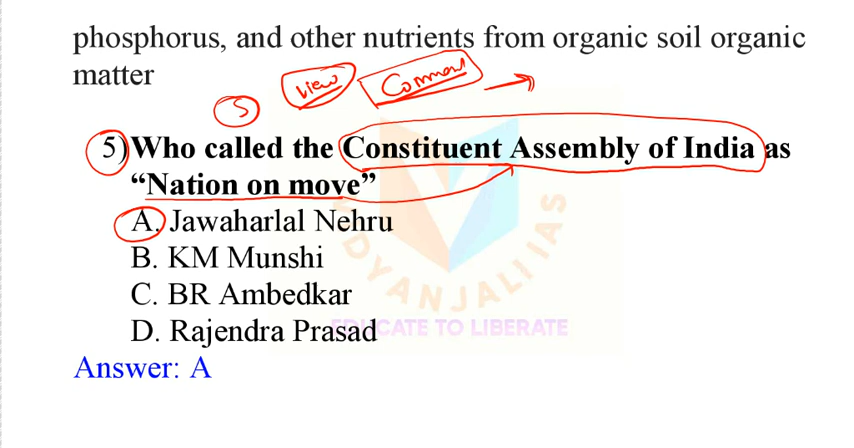 phosphorus, and other nutrients from organic soil organic
matter
5 View Comment
5) Who called the Constituent Assembly of India as
“Nation on move”
A. Jawaharlal Nehru
B. KM Munshi
C. BR Ambedkar
D. Rajendra Prasad
DYANJALI IAS
EDUCATE TO LIBERATE
Answer: A